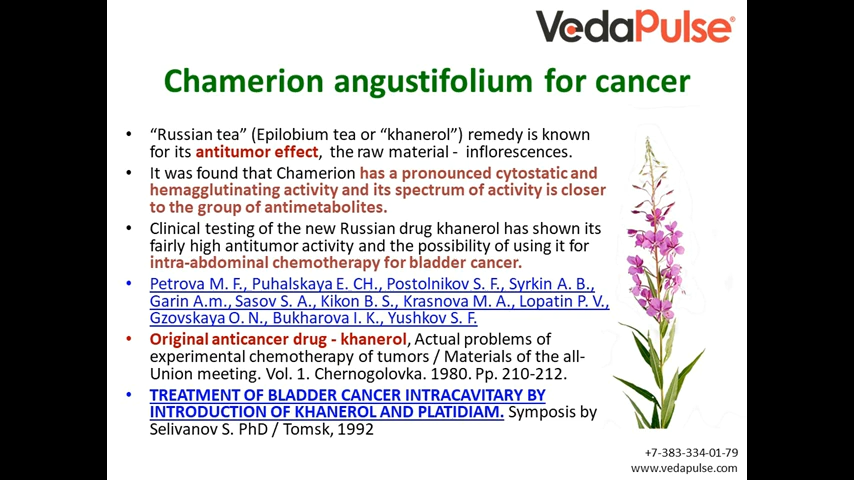 VedaPulse®
Chamerion angustifolium for cancer
• “Russian tea” (Epilobium tea or “khanerol”) remedy is known
for its antitumor effect, the raw material - inflorescences.
• It was found that Chamerion has a pronounced cytostatic and
hemagglutinating activity and its spectrum of activity is closer
to the group of antimetabolites.
• Clinical testing of the new Russian drug khanerol has shown its
fairly high antitumor activity and the possibility of using it for
intra-abdominal chemotherapy for bladder cancer.
• Petrova M. F., Puhalskaya E. CH., Postolnikov S. F., Syrkin A. B.,
Garin A.m., Sasov S. A., Kikon B. S., Krasnova M. A., Lopatin P. V.,
Gzovskaya O. N., Bukharova I. K., Yushkov S. F.
• Original anticancer drug - khanerol, Actual problems of
experimental chemotherapy of tumors / Materials of the all-
Union meeting. Vol. 1. Chernogolovka. 1980. Pp. 210-212.
• TREATMENT OF BLADDER CANCER INTRACAVITARY BY
INTRODUCTION OF KHANEROL AND PLATIDIAM. Symposis by
Selivanov S. PhD / Tomsk, 1992
+7-383-334-01-79
www.vedapulse.com